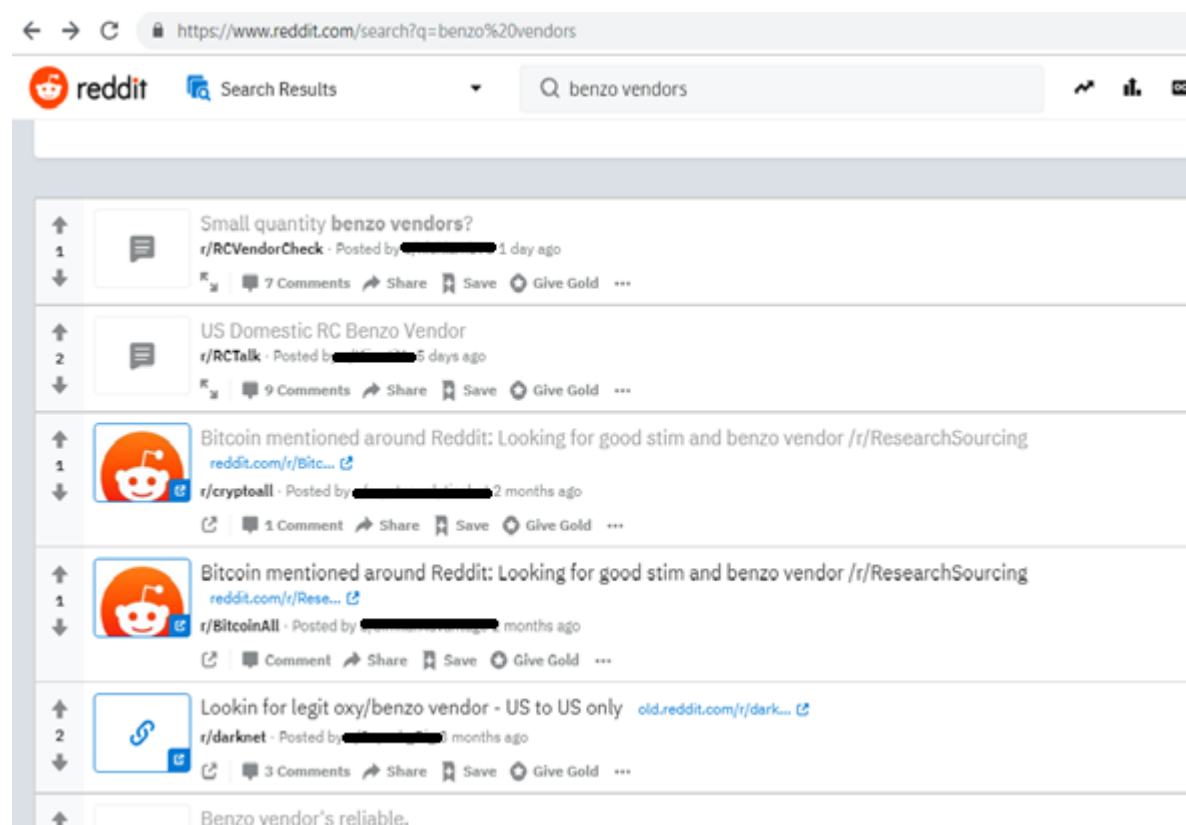 https://www.reddit.com/search?q=benzo%20vendors
reddit Search Results benzo vendors
Small quantity benzo vendors?
1
r/RCVendorCheck · Posted by 1 day ago
7 Comments Share Save Give Gold
US Domestic RC Benzo Vendor
2
r/RCTalk · Posted by 5 days ago
9 Comments Share Save Give Gold
Bitcoin mentioned around Reddit: Looking for good stim and benzo vendor /r/ResearchSourcing
1
reddit.com/r/Bitc...
r/cryptoall · Posted by 2 months ago
1 Comment Share Save Give Gold
Bitcoin mentioned around Reddit: Looking for good stim and benzo vendor /r/ResearchSourcing
1
reddit.com/r/Rese...
r/BitcoinAll · Posted by months ago
Comment Share Save Give Gold
Lookin for legit oxy/benzo vendor - US to US only old.reddit.com/r/dark...
2
r/darknet · Posted by months ago
3 Comments Share Save Give Gold
Benzo vendor's reliable.